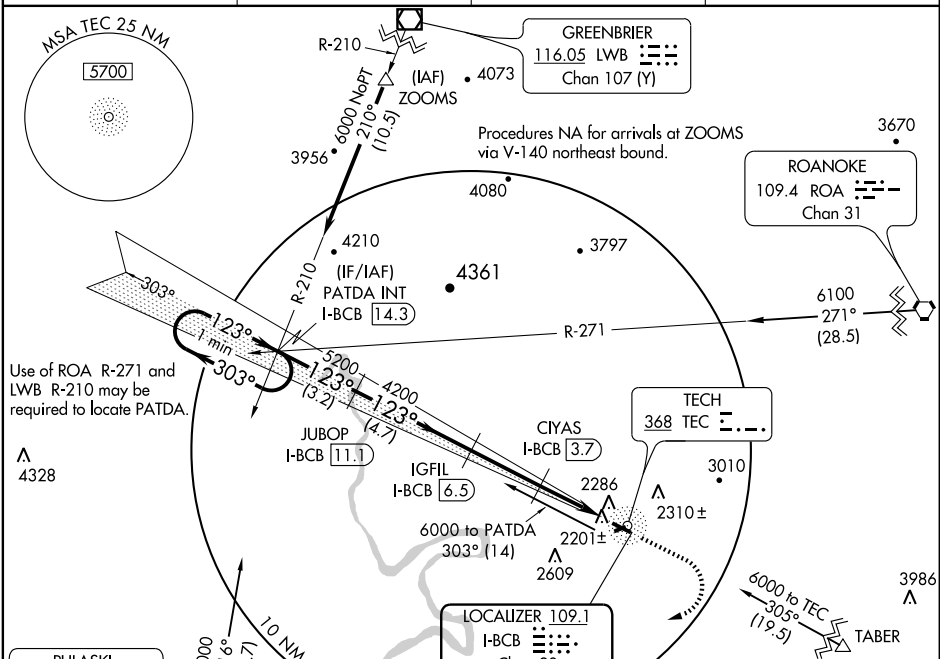 MSA TEC 25 NM
5700
R-210
GREENBRIER
116.05 LWB
Chan 107 (Y)
(IAF)
ZOOMS
4073
6000 NoPT
210°
(10.5)
3956
Procedures NA for arrivals at ZOOMS
via V-140 northeast bound.
3670
4080
ROANOKE
109.4 ROA
Chan 31
4210
3797
(IF/IAF)
PATDA INT
I-BCB 14.3
4361
R-210
303°
123°
1 min
303°
R-271
6100
271°
(28.5)
5200
4200
123°
(3.2)
123°
(4.7)
Use of ROA R-271 and
LWB R-210 may be
required to locate PATDA.
4328
JUBOP
I-BCB 11.1
IGFIL
I-BCB 6.5
CIYAS
I-BCB 3.7
TECH
368 TEC
3010
2286
2310±
2201±
6000 to PATDA
303° (14)
2609
3986
6000 to TEC
305°
(19.5)
TABER
10 NM
LOCALIZER 109.1
I-BCB